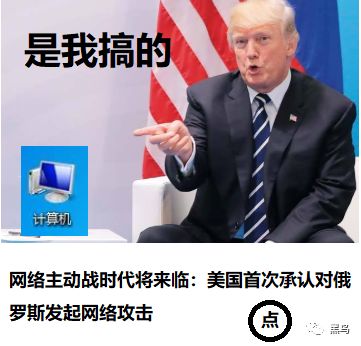 是我搞的
计算机
网络主动战时代将来临：美国首次承认对俄
罗斯发起网络攻击
点
黑鸟